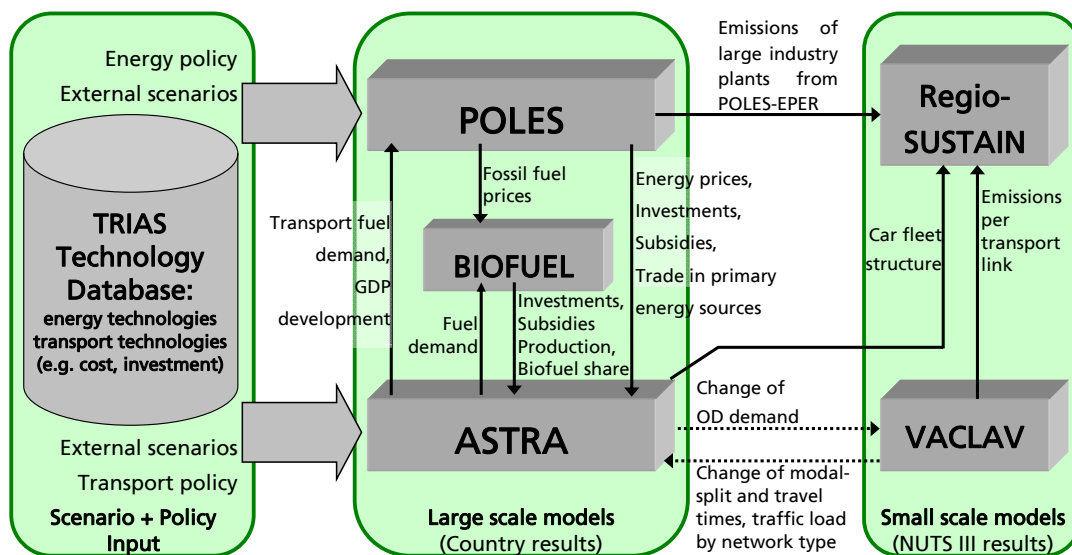 Energy policy
External scenarios
TRIAS
Technology
Database:
energy technologies
transport technologies
(e.g. cost, investment)
External scenarios
Transport policy
Scenario + Policy
Input
POLES
Fossil fuel
prices
Transport fuel
demand,
GDP
development
BIOFUEL
Energy prices,
Investments,
Subsidies,
Trade in primary
energy sources
Fuel
demand
Investments,
Subsidies
Production,
Biofuel share
ASTRA
Large scale models
(Country results)
Emissions of
large industry
plants from
POLES-EPER
Change of
OD demand
Change of modal-
split and travel
times, traffic load
by network type
Regio-
SUSTAIN
Car fleet
structure
Emissions
per
transport
link
VACLAV
Small scale models
(NUTS III results)